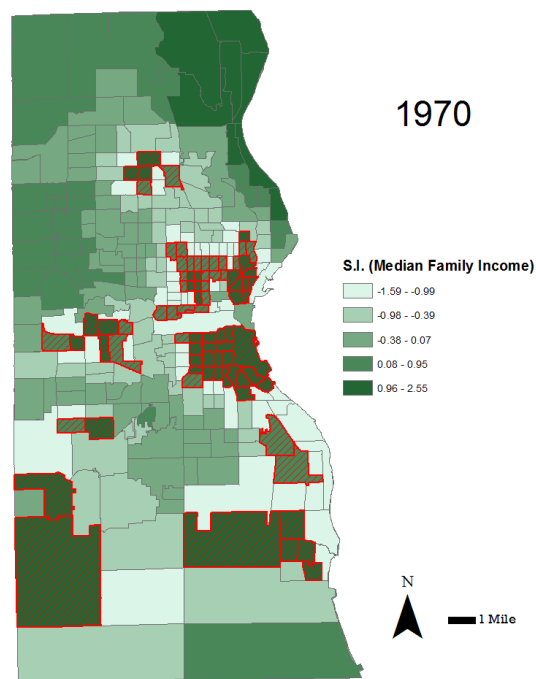 1970
S.I. (Median Family Income)
-1.59 - -0.99
-0.98 - -0.39
-0.38 - 0.07
0.08 - 0.95
0.96 - 2.55
N
1 Mile